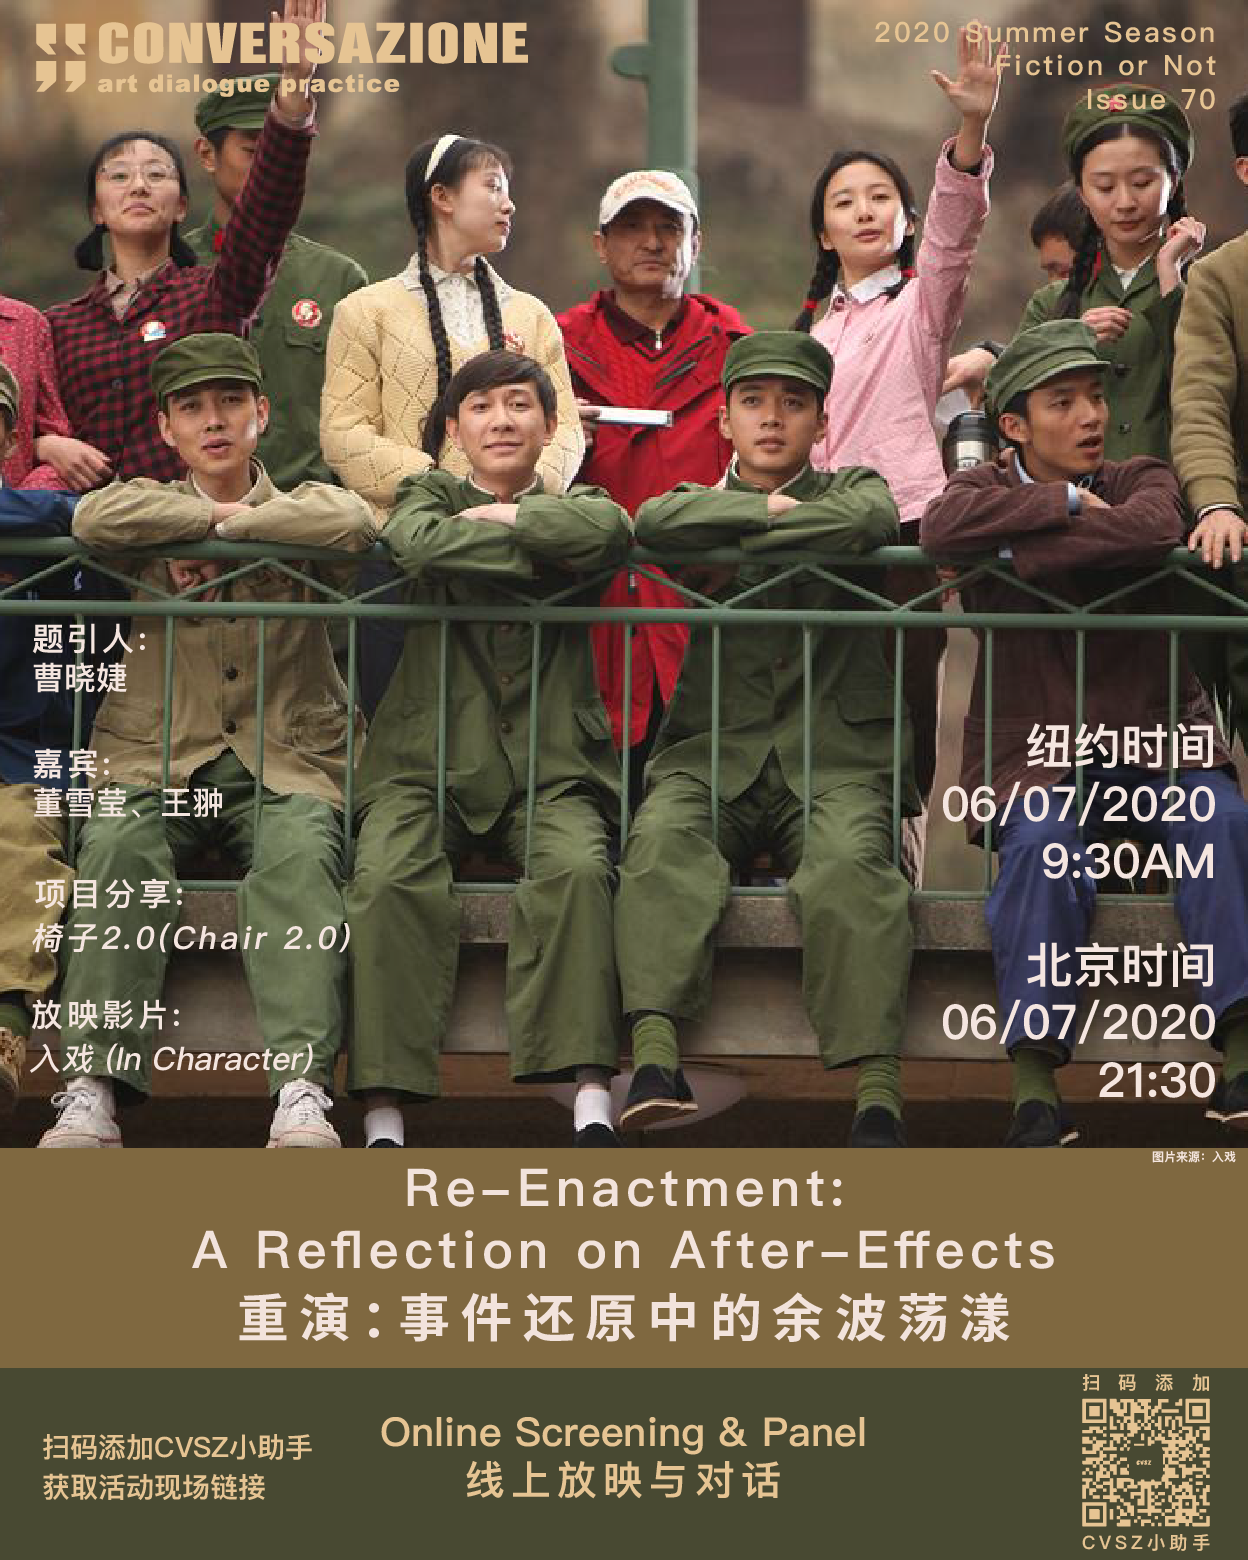 CONVERSAZIONE
art dialogue practice
2020 Summer Season
Fiction or Not
Issue 70
题引人:
曹晓婕
嘉宾:
董雪莹、王翀
项目分享:
椅子2.0(Chair 2.0)
放映影片:
入戏 (In Character)
纽约时间
06/07/2020
9:30AM
北京时间
06/07/2020
21:30
图片来源：入戏
Re-Enactment:
A Reflection on After-Effects
重演:事件还原中的余波荡漾
扫码添加CVSZ小助手
获取活动现场链接
Online Screening & Panel
线上放映与对话
扫码添加
CVSZ
CVSZ小助手